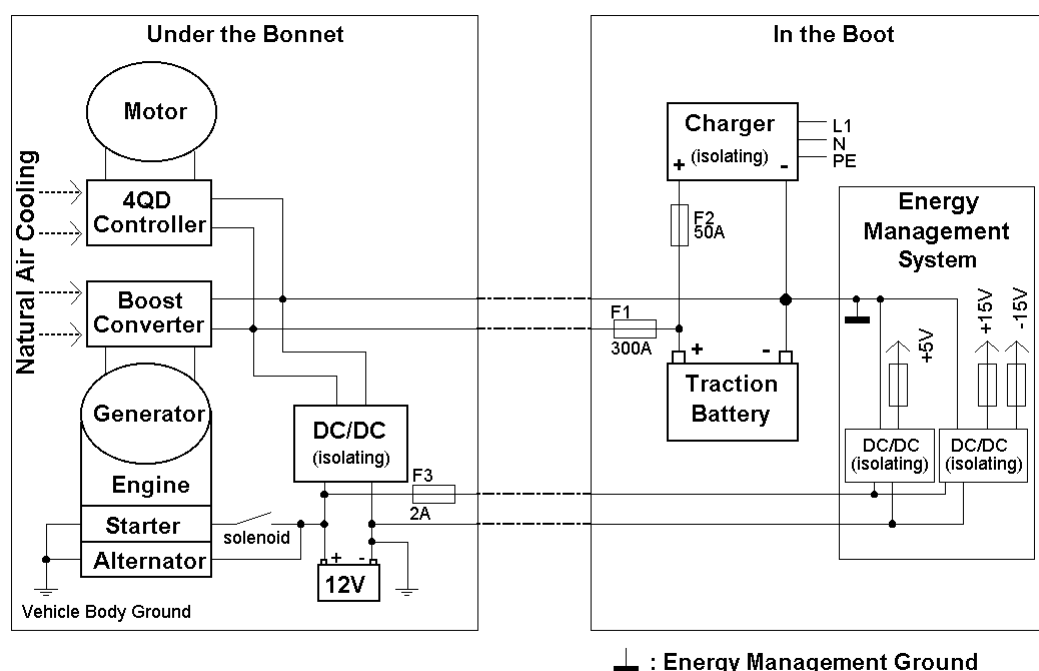 Under the Bonnet
Motor
Natural Air Cooling
4QD
Controller
Boost
Converter
Generator
DC/DC
(isolating)
Engine
Starter
solenoid
Alternator
F3
2A
+ -
12V
Vehicle Body Ground
In the Boot
Charger
(isolating)
+ -
L1
N
PE
F2
50A
F1
300A
+ -
Traction
Battery
Energy
Management
System
+5V
+15V
-15V
DC/DC
(isolating)
DC/DC
(isolating)
: Energy Management Ground